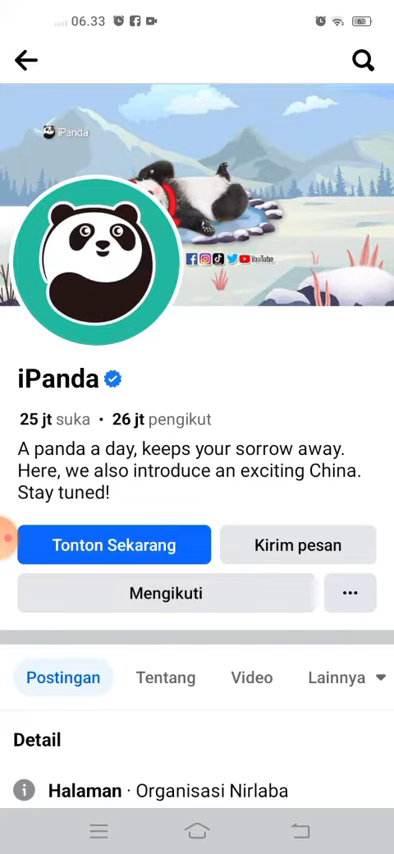 06.33
60
iPanda
YouTube
iPanda
25 jt suka • 26 jt pengikut
A panda a day, keeps your sorrow away.
Here, we also introduce an exciting China.
Stay tuned!
Tonton Sekarang
Kirim pesan
Mengikuti
Postingan
Tentang
Video
Lainnya
Detail
Halaman · Organisasi Nirlaba